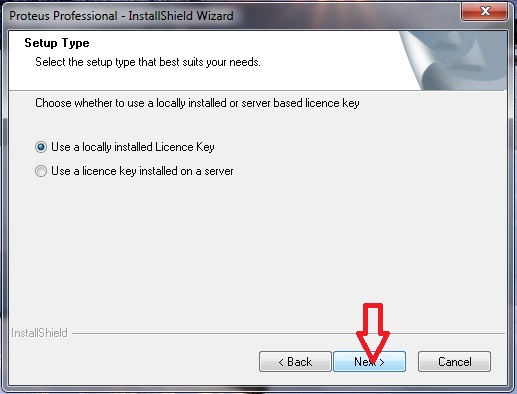 Proteus Professional - InstallShield Wizard
Setup Type
Select the setup type that best suits your needs.
Choose whether to use a locally installed or server based licence key
Use a locally installed Licence Key
Use a licence key installed on a server
InstallShield
< Back
Next >
Cancel